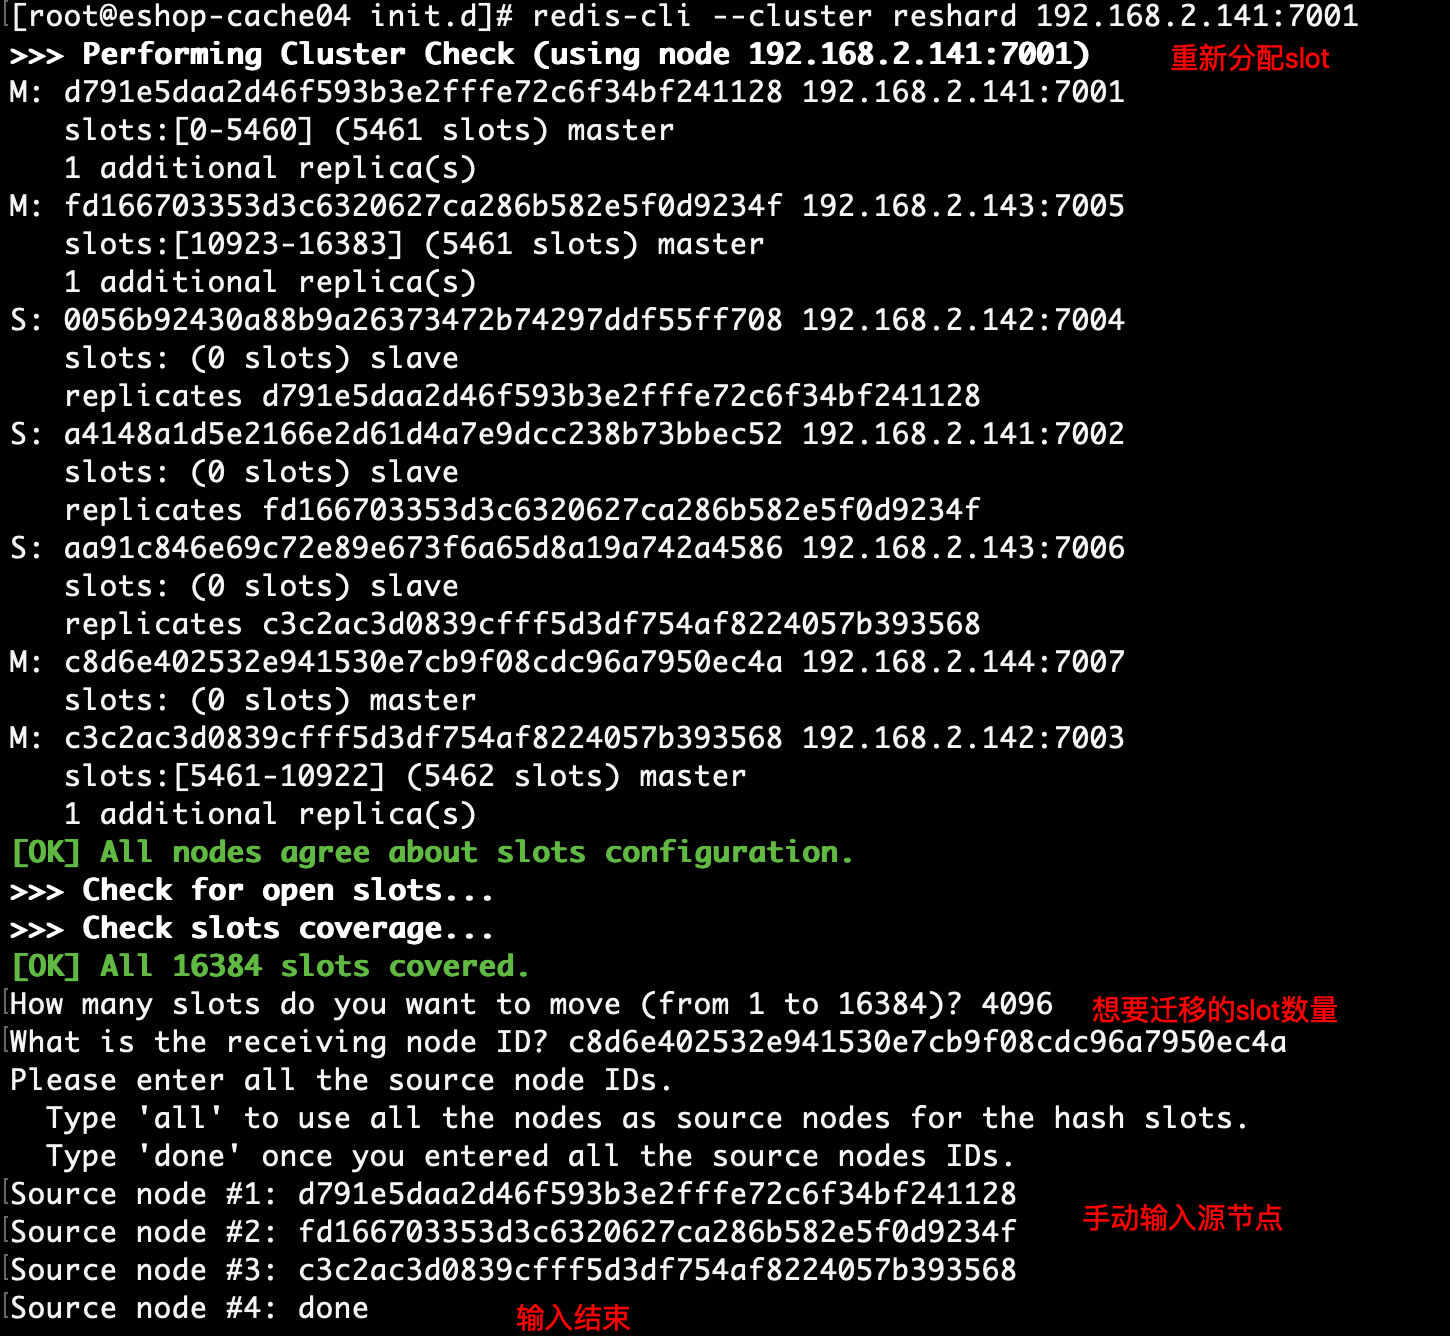 [root@eshop-cache04 init.d]# redis-cli --cluster reshard 192.168.2.141:7001
>>> Performing Cluster Check (using node 192.168.2.141:7001) 重新分配slot
M: d791e5daa2d46f593b3e2fffe72c6f34bf241128 192.168.2.141:7001
   slots:[0-5460] (5461 slots) master
   1 additional replica(s)
M: fd166703353d3c6320627ca286b582e5f0d9234f 192.168.2.143:7005
   slots:[10923-16383] (5461 slots) master
   1 additional replica(s)
S: 0056b92430a88b9a26373472b74297ddf55ff708 192.168.2.142:7004
   slots: (0 slots) slave
   replicates d791e5daa2d46f593b3e2fffe72c6f34bf241128
S: a4148a1d5e2166e2d61d4a7e9dcc238b73bbec52 192.168.2.141:7002
   slots: (0 slots) slave
   replicates fd166703353d3c6320627ca286b582e5f0d9234f
S: aa91c846e69c72e89e673f6a65d8a19a742a4586 192.168.2.143:7006
   slots: (0 slots) slave
   replicates c3c2ac3d0839cfff5d3df754af8224057b393568
M: c8d6e402532e941530e7cb9f08cdc96a7950ec4a 192.168.2.144:7007
   slots: (0 slots) master
M: c3c2ac3d0839cfff5d3df754af8224057b393568 192.168.2.142:7003
   slots:[5461-10922] (5462 slots) master
   1 additional replica(s)
[OK] All nodes agree about slots configuration.
>>> Check for open slots...
>>> Check slots coverage...
[OK] All 16384 slots covered.
How many slots do you want to move (from 1 to 16384)? 4096 想要迁移的slot数量
What is the receiving node ID? c8d6e402532e941530e7cb9f08cdc96a7950ec4a
Please enter all the source node IDs.
  Type 'all' to use all the nodes as source nodes for the hash slots.
  Type 'done' once you entered all the source nodes IDs.
Source node #1: d791e5daa2d46f593b3e2fffe72c6f34bf241128
手动输入源节点
Source node #2: fd166703353d3c6320627ca286b582e5f0d9234f
Source node #3: c3c2ac3d0839cfff5d3df754af8224057b393568
Source node #4: done 输入结束